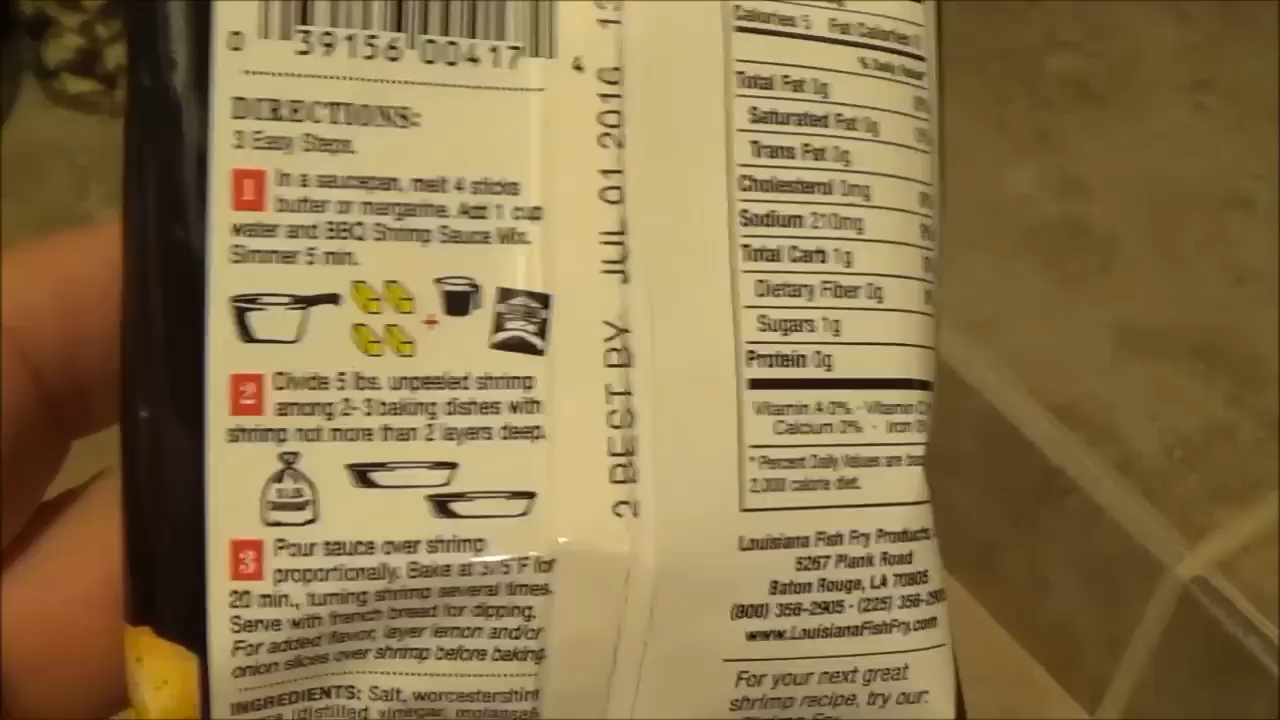 0 39156 00417 4
DIRECTIONS:
3 Easy Steps.
1 In a saucepan, melt 4 sticks
butter or margarine. Add 1 cup
water and BBQ Shrimp Sauce Mix.
Simmer 5 min.
+
2 Divide 5 lbs. unpeeled shrimp
among 2-3 baking dishes with
shrimp not more than 2 layers deep.
3 Pour sauce over shrimp
proportionally. Bake at 375°F for
20 min., turning shrimp several times.
Serve with french bread for dipping.
For added flavor, layer lemon and/or
onion slices over shrimp before baking.
INGREDIENTS: Salt, worcestershire
(distilled vinegar, molasses
2 BEST BY JUL 01 2016
Calories 5 Fat Calories
% Daily Value*
Total Fat 0g
Saturated Fat 0g
Trans Fat 0g
Cholesterol 0mg
Sodium 210mg
Total Carb 1g
Dietary Fiber 0g
Sugars 1g
Protein 0g
Vitamin A 0% · Vitamin C
Calcium 0% · Iron
* Percent Daily Values are
2,000 calorie diet.
Louisiana Fish Fry Products
5267 Plank Road
Baton Rouge, LA 70805
(800) 356-2905 · (225) 356-
www.LouisianaFishFry.com
For your next great
shrimp recipe, try our:
Shrimp Fry